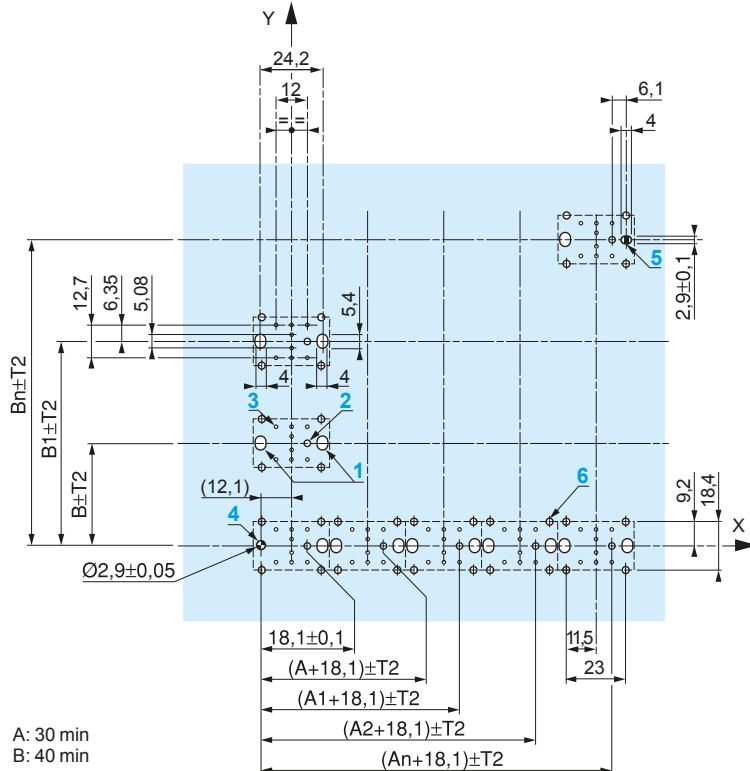 Y
24,2
12
= =
6,1
4
5
2,9±0,1
12,7
6,35
5,08
5,4
4
4
Bn±T2
B1±T2
B±T2
3
2
1
(12,1)
4
6
9,2
18,4
X
Ø2,9±0,05
18,1±0,1
11,5
(A+18,1)±T2
23
(A1+18,1)±T2
(A2+18,1)±T2
(An+18,1)±T2
A: 30 min
B: 40 min